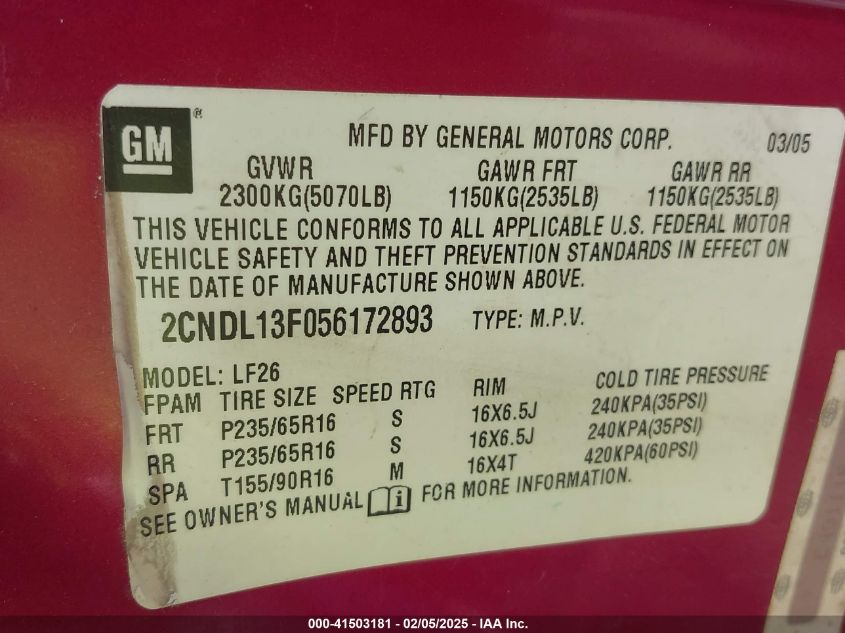 GM ®
MFD BY GENERAL MOTORS CORP. 03/05
GVWR GAWR FRT GAWR RR
2300KG(5070LB) 1150KG(2535LB) 1150KG(2535LB)
THIS VEHICLE CONFORMS TO ALL APPLICABLE U.S. FEDERAL MOTOR
VEHICLE SAFETY AND THEFT PREVENTION STANDARDS IN EFFECT ON
THE DATE OF MANUFACTURE SHOWN ABOVE.
2CNDL13F056172893 TYPE: M.P.V.
MODEL: LF26
FPAM TIRE SIZE SPEED RTG RIM COLD TIRE PRESSURE
FRT P235/65R16 S 16X6.5J 240KPA(35PSI)
RR P235/65R16 S 16X6.5J 240KPA(35PSI)
SPA T155/90R16 M 16X4T 420KPA(60PSI)
SEE OWNER'S MANUAL i FOR MORE INFORMATION.
000-41503181 - 02/05/2025 - IAA Inc.